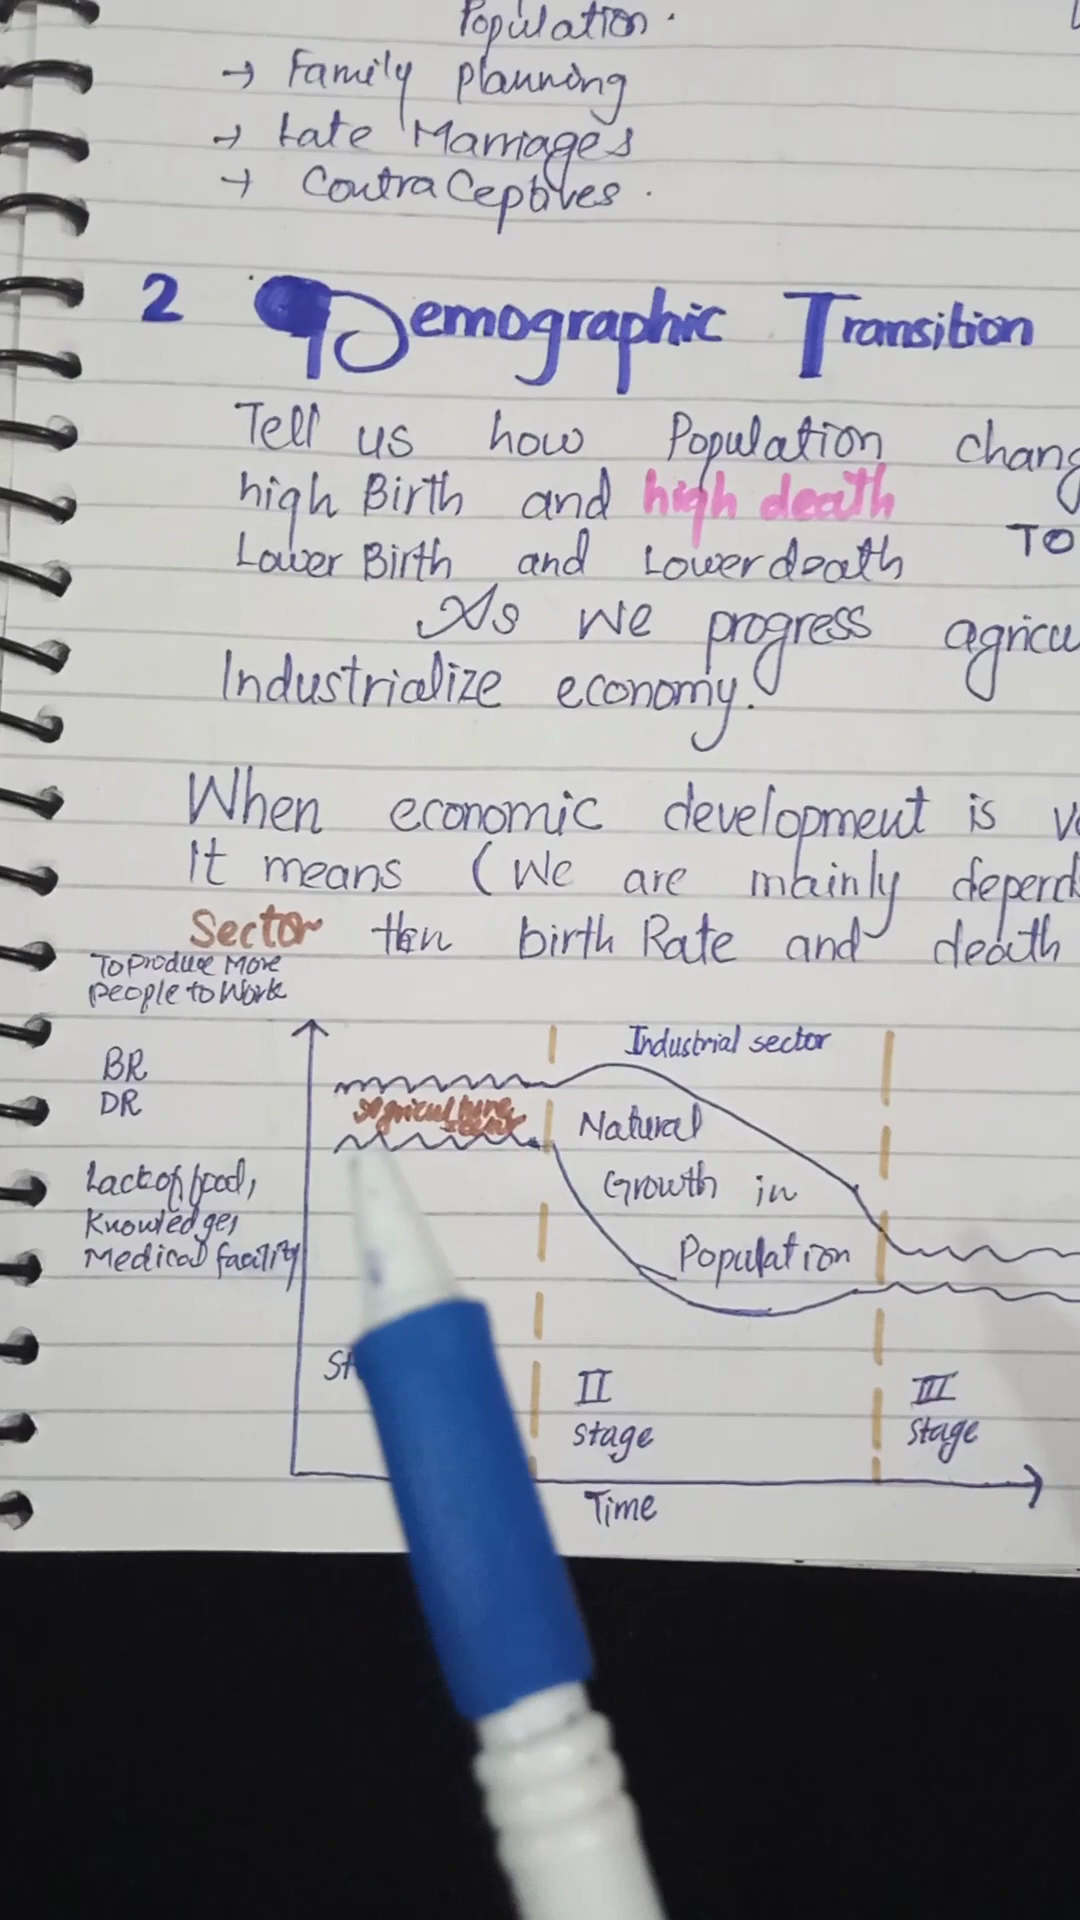 Population.
→ Family planning
→ Late Marriages
→ ContraCeptives.
2 Demographic Transition
Tell us how Population chang
high Birth and high death TO
Lower Birth and Lower death
As we progress agricu
Industrialize economy.
When economic development is v
It means (We are mainly depend
Sector then birth Rate and death
To Produce More
people to Work
BR
DR
Lack of food,
Knowledge,
Medical facility
Industrial sector
Agriculture
Natural
Growth in
Population
St
II
stage
III
stage
Time